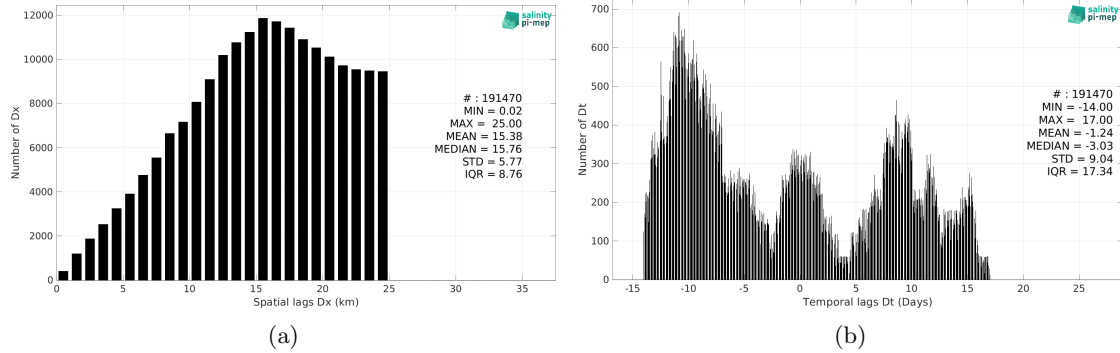 12000
10000
8000
6000
4000
2000
0
Number of Dx
0 5 10 15 20 25 30 35
Spatial lags Dx (km)
salinity
pi-mep
# : 191470
MIN = 0.02
MAX = 25.00
MEAN = 15.38
MEDIAN = 15.76
STD = 5.77
IQR = 8.76
(a)
700
600
500
400
300
200
100
0
Number of Dt
-15 -10 -5 0 5 10 15 20 25
Temporal lags Dt (Days)
salinity
pi-mep
# : 191470
MIN = -14.00
MAX = 17.00
MEAN = -1.24
MEDIAN = -3.03
STD = 9.04
IQR = 17.34
(b)